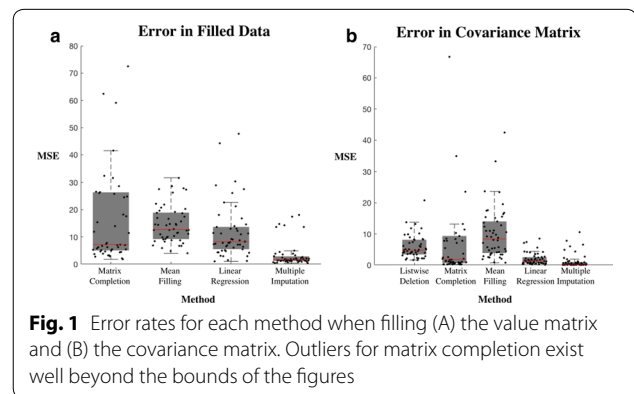 a
Error in Filled Data
80
70
60
50
MSE
40
30
20
10
0
Matrix Completion
Mean Filling
Linear Regression
Multiple Imputation
Method
b
Error in Covariance Matrix
70
60
50
40
MSE
30
20
10
0
Listwise Deletion
Matrix Completion
Mean Filling
Linear Regression
Multiple Imputation
Method
Fig. 1 Error rates for each method when filling (A) the value matrix
and (B) the covariance matrix. Outliers for matrix completion exist
well beyond the bounds of the figures